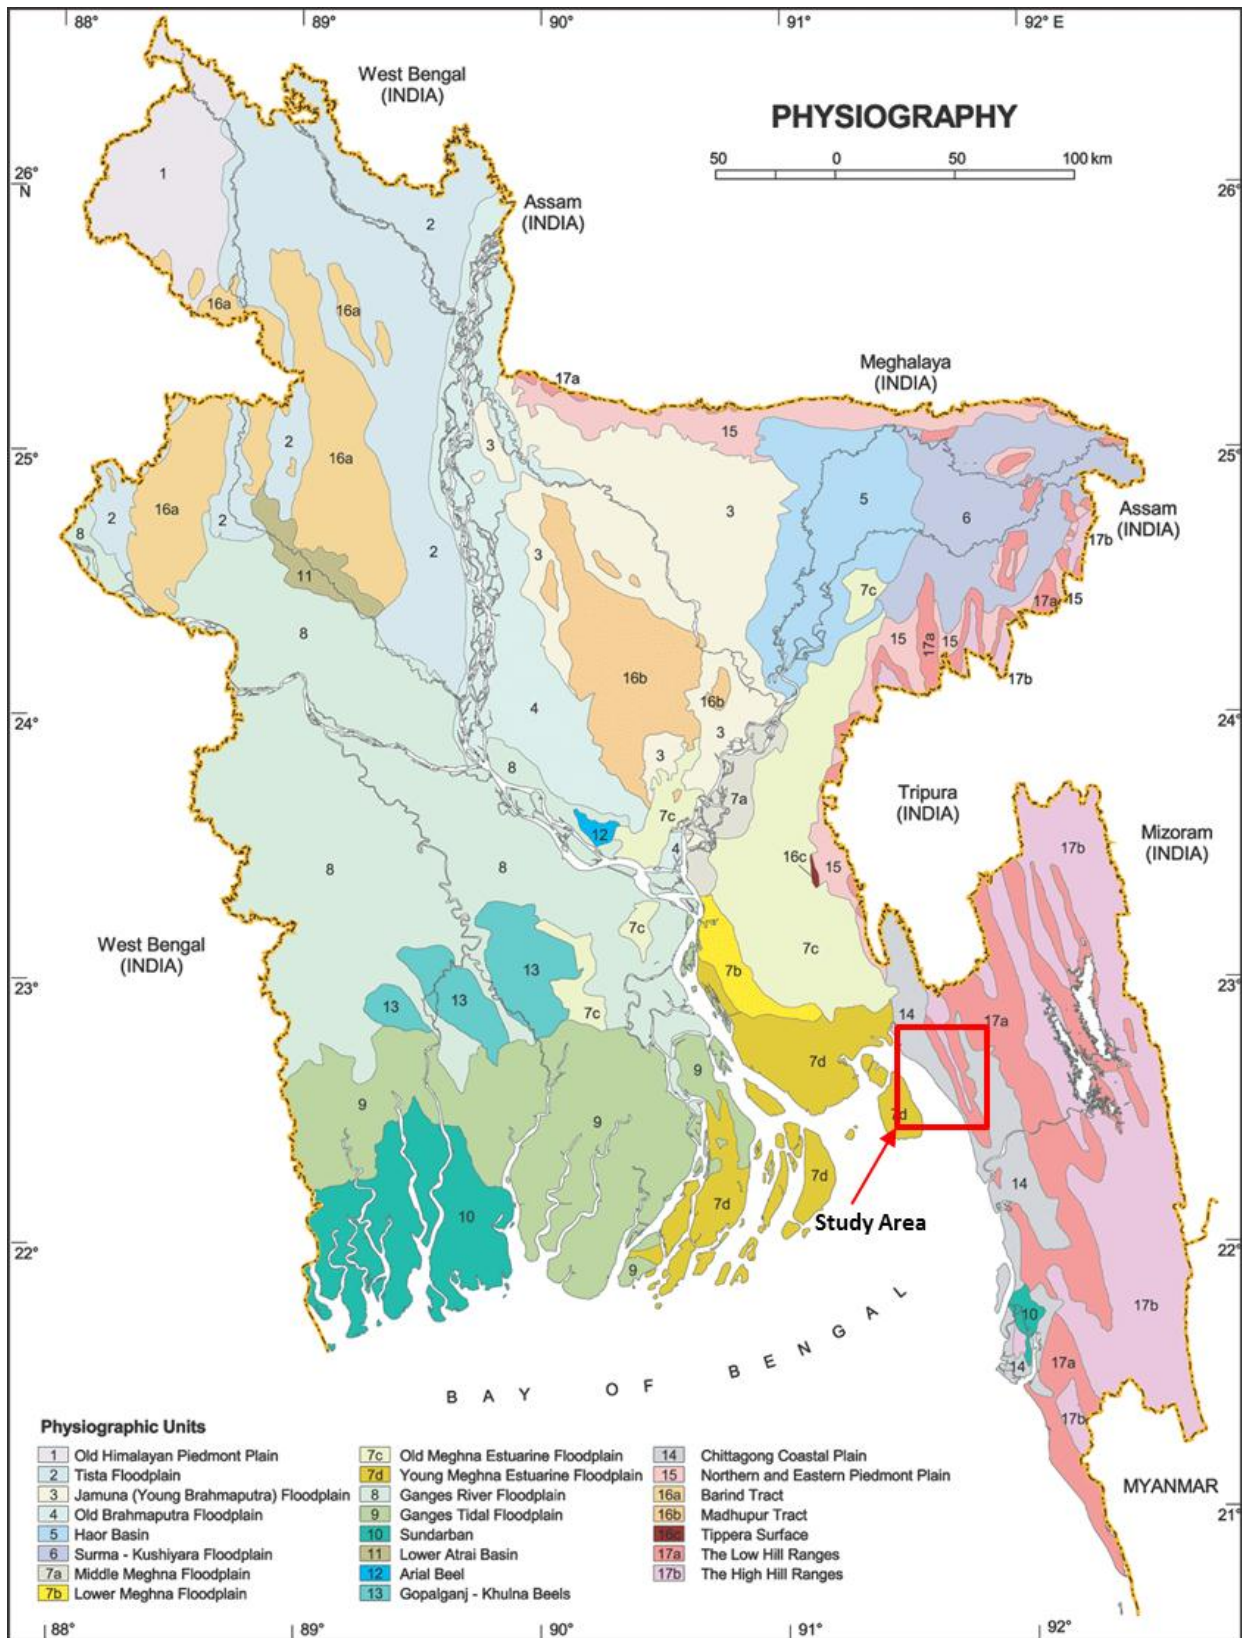 88° 89° 90° 91° 92° E
West Bengal
(INDIA)
PHYSIOGRAPHY
50 0 50 100 km
26°
N
26°
1
2
Assam
(INDIA)
16a
16a
Meghalaya
(INDIA)
17a
15
3
2
16a
25°
25°
5
3
6
Assam
(INDIA)
16a
2
2
8
17b
2
3
11
7c
17a
15
8
15
17a
15
16b
17b
16b
4
24°
24°
3
3
8
7a
Tripura
(INDIA)
7c
12
4
Mizoram
(INDIA)
17b
16c
15
8
8
7c
7c
West Bengal
(INDIA)
13
7b
13
13
23°
23°
7c
14
17a
7d
9
9
9
7d
7d
14
10
7d
Study Area
22°
22°
9
17b
10
BAY OF BENGAL
14
17a
17b
MYANMAR
21°
Physiographic Units
1 Old Himalayan Piedmont Plain
2 Tista Floodplain
3 Jamuna (Young Brahmaputra) Floodplain
4 Old Brahmaputra Floodplain
5 Haor Basin
6 Surma - Kushiyara Floodplain
7a Middle Meghna Floodplain
7b Lower Meghna Floodplain
7c Old Meghna Estuarine Floodplain
7d Young Meghna Estuarine Floodplain
8 Ganges River Floodplain
9 Ganges Tidal Floodplain
10 Sundarban
11 Lower Atrai Basin
12 Arial Beel
13 Gopalganj - Khulna Beels
14 Chittagong Coastal Plain
15 Northern and Eastern Piedmont Plain
16a Barind Tract
16b Madhupur Tract
16c Tippera Surface
17a The Low Hill Ranges
17b The High Hill Ranges
88° 89° 90° 91° 92°